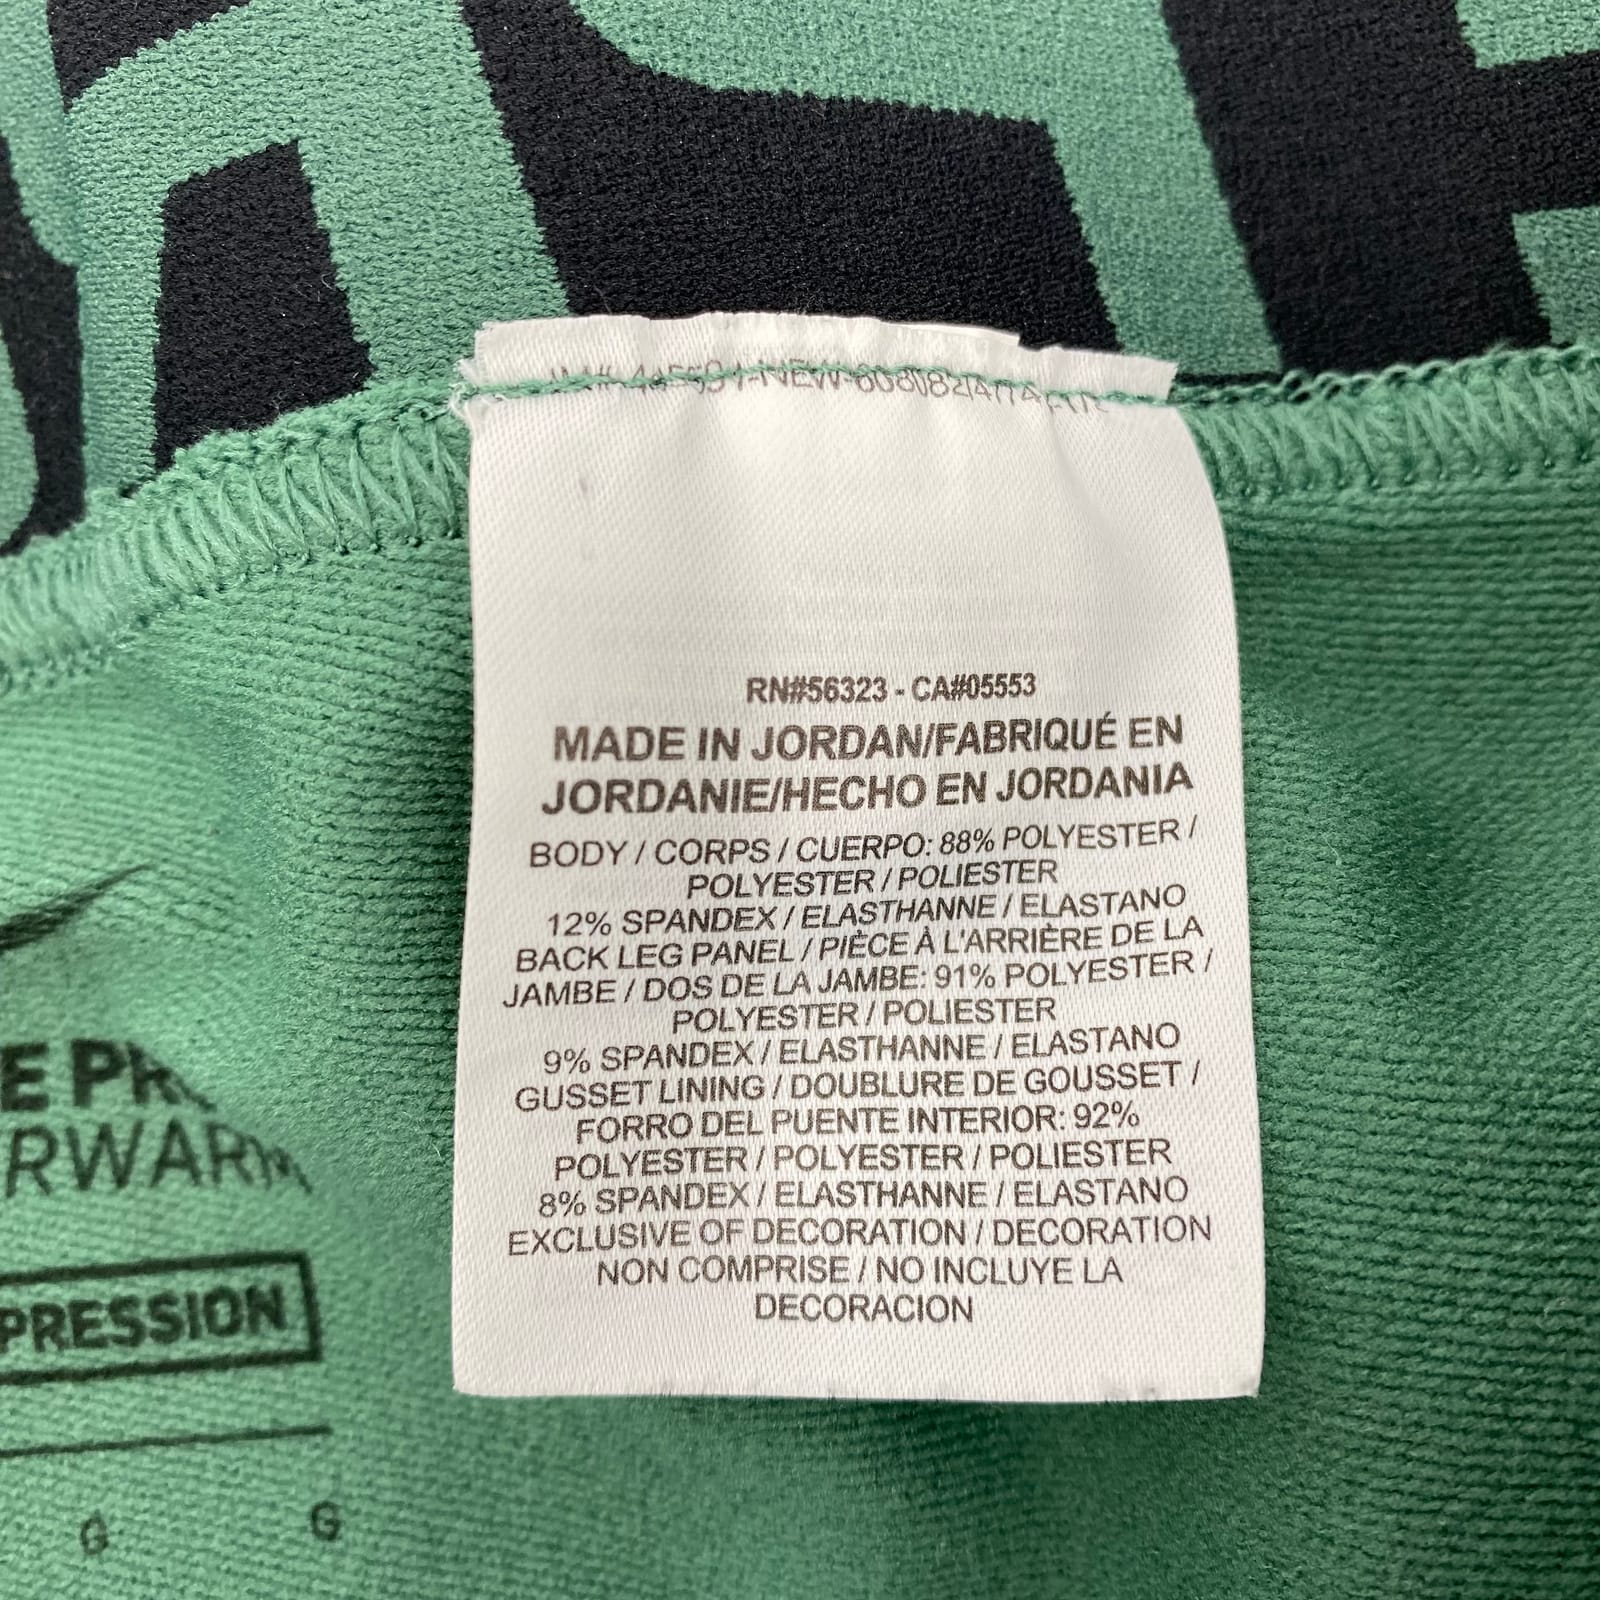 RN#56323 - CA#05553
MADE IN JORDAN/FABRIQUÉ EN
JORDANIE/HECHO EN JORDANIA
BODY / CORPS / CUERPO: 88% POLYESTER /
POLYESTER / POLIESTER
12% SPANDEX / ELASTHANNE / ELASTANO
BACK LEG PANEL / PIÈCE À L'ARRIÈRE DE LA
JAMBE / DOS DE LA JAMBE: 91% POLYESTER /
POLYESTER / POLIESTER
9% SPANDEX / ELASTHANNE / ELASTANO
GUSSET LINING / DOUBLURE DE GOUSSET /
FORRO DEL PUENTE INTERIOR: 92%
POLYESTER / POLYESTER / POLIESTER
8% SPANDEX / ELASTHANNE / ELASTANO
EXCLUSIVE OF DECORATION / DECORATION
NON COMPRISE / NO INCLUYE LA
DECORACION
E PR
RWARM
PRESSION
G G